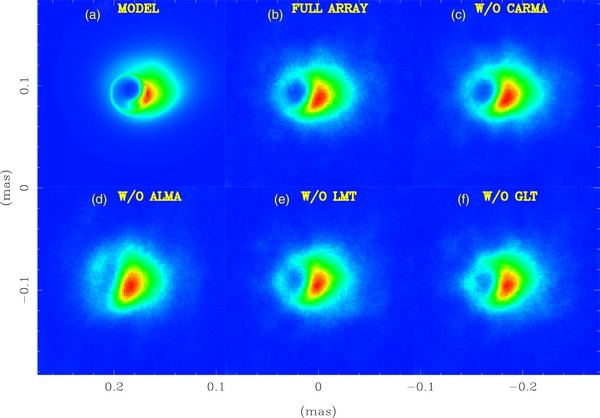 (a) MODEL
(b) FULL ARRAY
(c) W/O CARMA
0.1
(mas)
0
(d) W/O ALMA
(e) W/O LMT
(f) W/O GLT
−0.1
0.2 0.1 0 −0.1 −0.2
(mas)